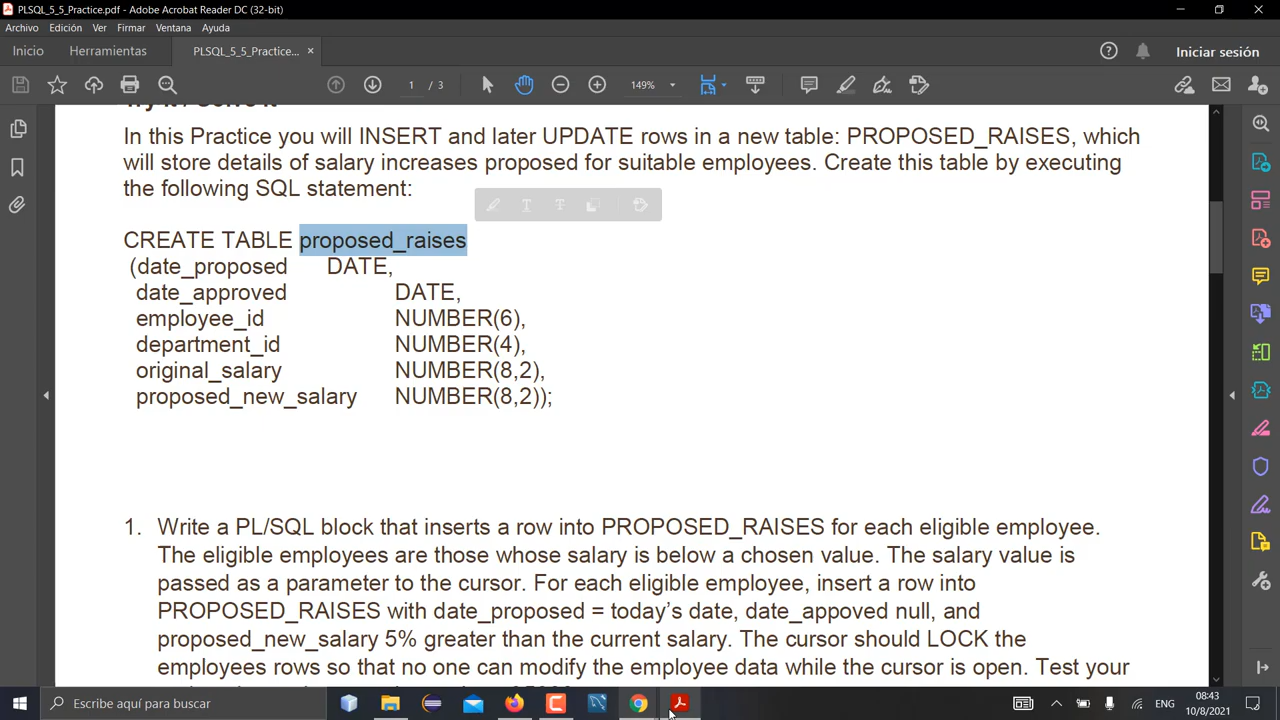 PLSQL_5_5_Practice.pdf - Adobe Acrobat Reader DC (32-bit)
Archivo Edición Ver Firmar Ventana Ayuda
Inicio Herramientas PLSQL_5_5_Practice... × Iniciar sesión
1 / 3 149%
In this Practice you will INSERT and later UPDATE rows in a new table: PROPOSED_RAISES, which
will store details of salary increases proposed for suitable employees. Create this table by executing
the following SQL statement:
CREATE TABLE proposed_raises
(date_proposed DATE,
date_approved DATE,
employee_id NUMBER(6),
department_id NUMBER(4),
original_salary NUMBER(8,2),
proposed_new_salary NUMBER(8,2));
1. Write a PL/SQL block that inserts a row into PROPOSED_RAISES for each eligible employee.
The eligible employees are those whose salary is below a chosen value. The salary value is
passed as a parameter to the cursor. For each eligible employee, insert a row into
PROPOSED_RAISES with date_proposed = today’s date, date_appoved null, and
proposed_new_salary 5% greater than the current salary. The cursor should LOCK the
employees rows so that no one can modify the employee data while the cursor is open. Test your
Escribe aquí para buscar
ENG
08:43
10/8/2021